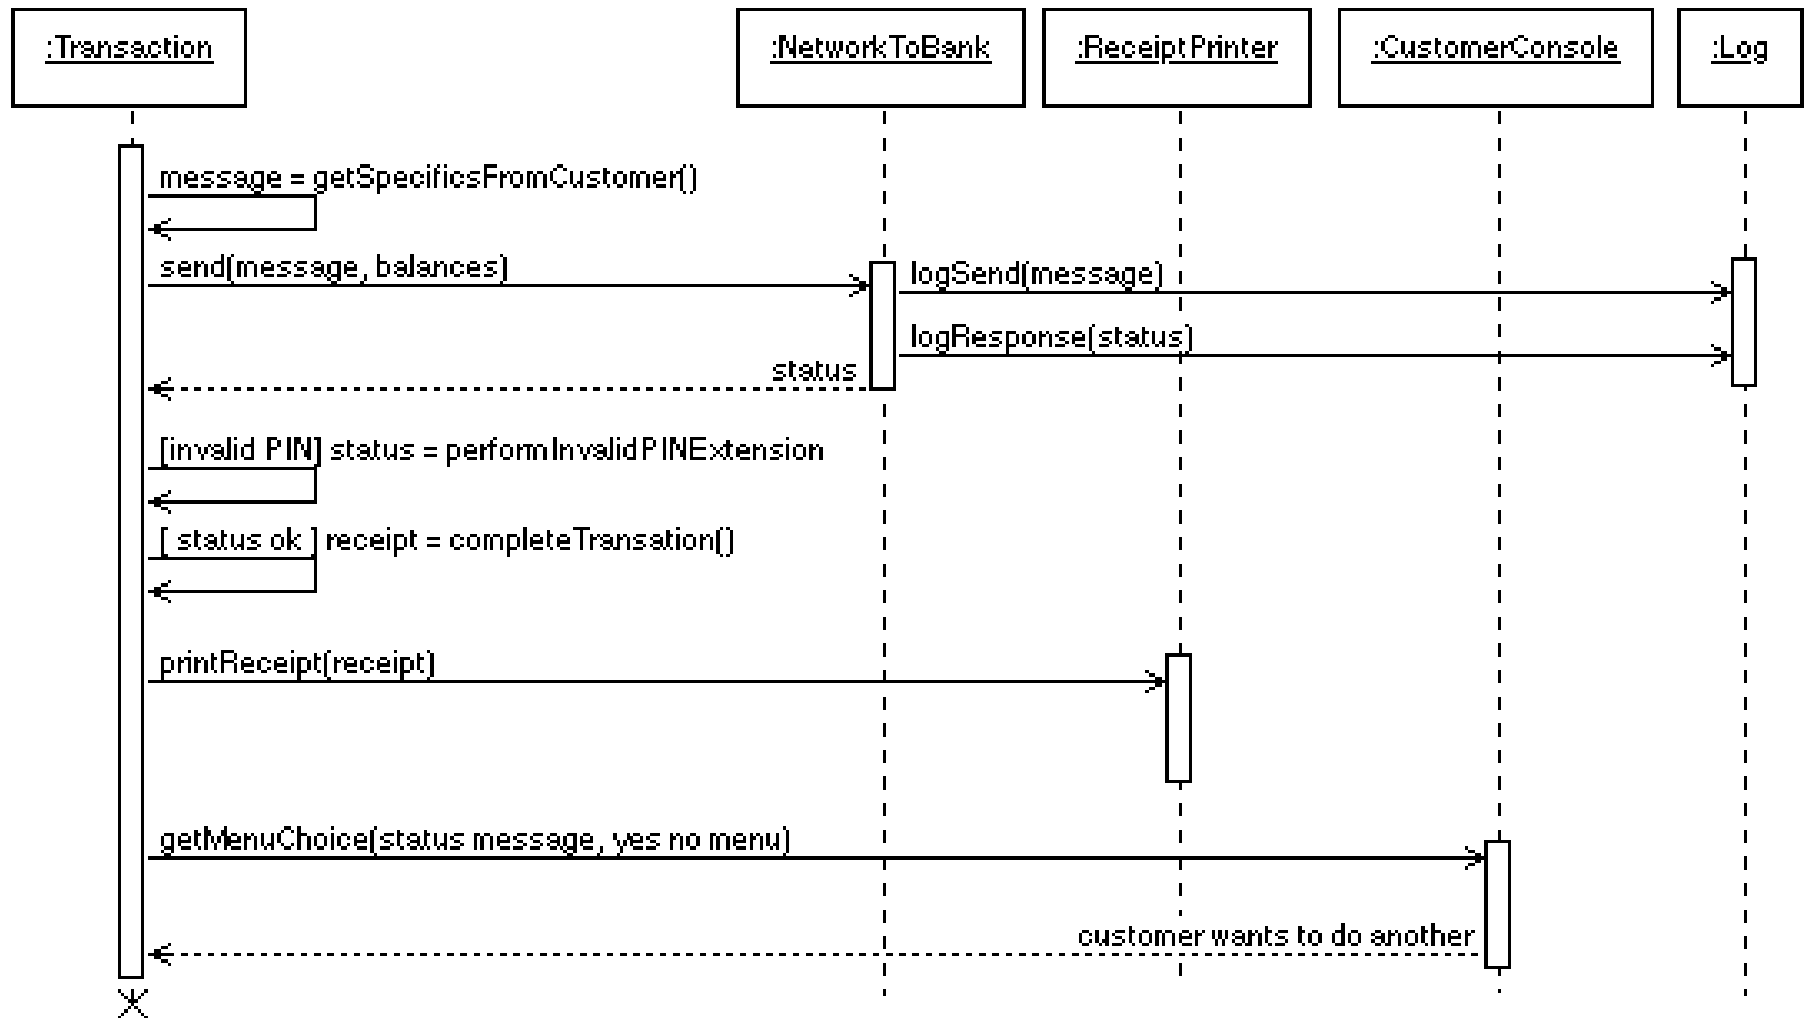 :Transaction
:NetworkToBank
:ReceiptPrinter
:CustomerConsole
:Log
message = getSpecificsFromCustomer()
send(message, balances)
logSend(message)
logResponse(status)
status
[invalid PIN] status = performInvalidPINExtension
[ status ok ] receipt = completeTransation()
printReceipt(receipt)
getMenuChoice(status message, yes no menu)
customer wants to do another